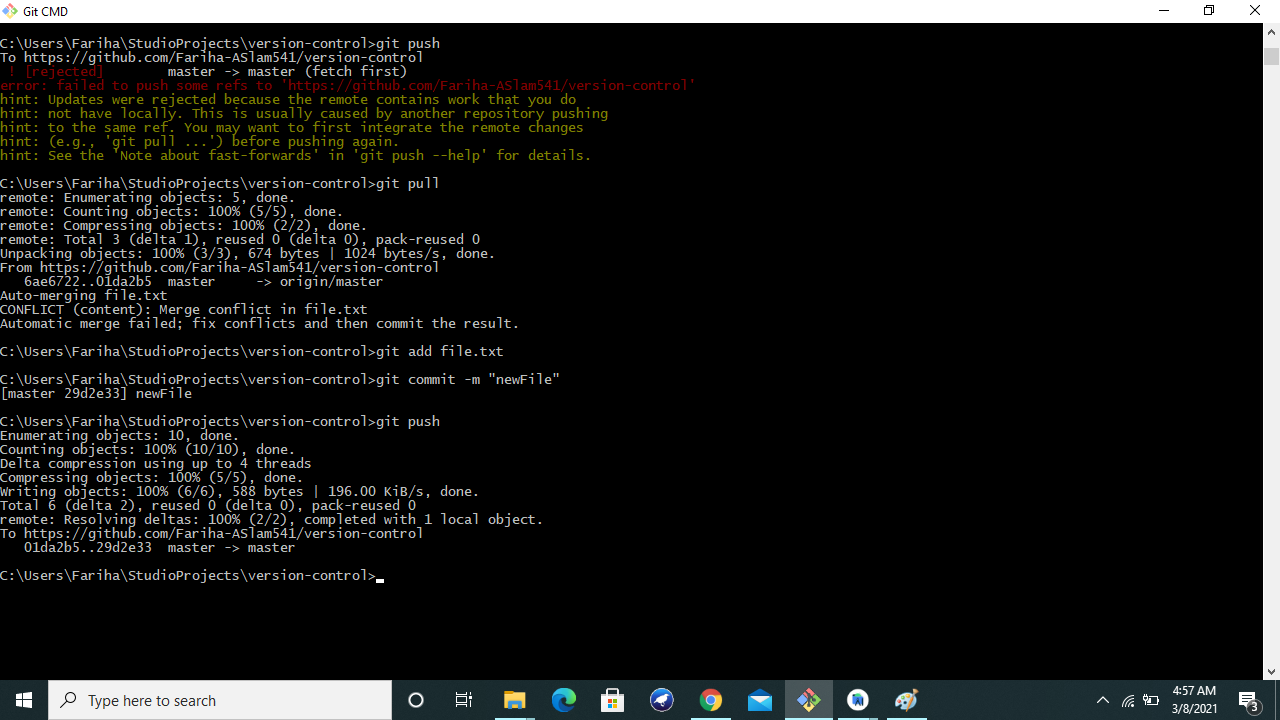 Git CMD
C:\Users\Fariha\StudioProjects\version-control>git push
To https://github.com/Fariha-ASlam541/version-control
 ! [rejected]        master -> master (fetch first)
error: failed to push some refs to 'https://github.com/Fariha-ASlam541/version-control'
hint: Updates were rejected because the remote contains work that you do
hint: not have locally. This is usually caused by another repository pushing
hint: to the same ref. You may want to first integrate the remote changes
hint: (e.g., 'git pull ...') before pushing again.
hint: See the 'Note about fast-forwards' in 'git push --help' for details.
C:\Users\Fariha\StudioProjects\version-control>git pull
remote: Enumerating objects: 5, done.
remote: Counting objects: 100% (5/5), done.
remote: Compressing objects: 100% (2/2), done.
remote: Total 3 (delta 1), reused 0 (delta 0), pack-reused 0
Unpacking objects: 100% (3/3), 674 bytes | 1024 bytes/s, done.
From https://github.com/Fariha-ASlam541/version-control
   6ae6722..01da2b5  master     -> origin/master
Auto-merging file.txt
CONFLICT (content): Merge conflict in file.txt
Automatic merge failed; fix conflicts and then commit the result.
C:\Users\Fariha\StudioProjects\version-control>git add file.txt
C:\Users\Fariha\StudioProjects\version-control>git commit -m "newFile"
[master 29d2e33] newFile
C:\Users\Fariha\StudioProjects\version-control>git push
Enumerating objects: 10, done.
Counting objects: 100% (10/10), done.
Delta compression using up to 4 threads
Compressing objects: 100% (5/5), done.
Writing objects: 100% (6/6), 588 bytes | 196.00 KiB/s, done.
Total 6 (delta 2), reused 0 (delta 0), pack-reused 0
remote: Resolving deltas: 100% (2/2), completed with 1 local object.
To https://github.com/Fariha-ASlam541/version-control
   01da2b5..29d2e33  master -> master
C:\Users\Fariha\StudioProjects\version-control>
Type here to search
4:57 AM
3/8/2021
3